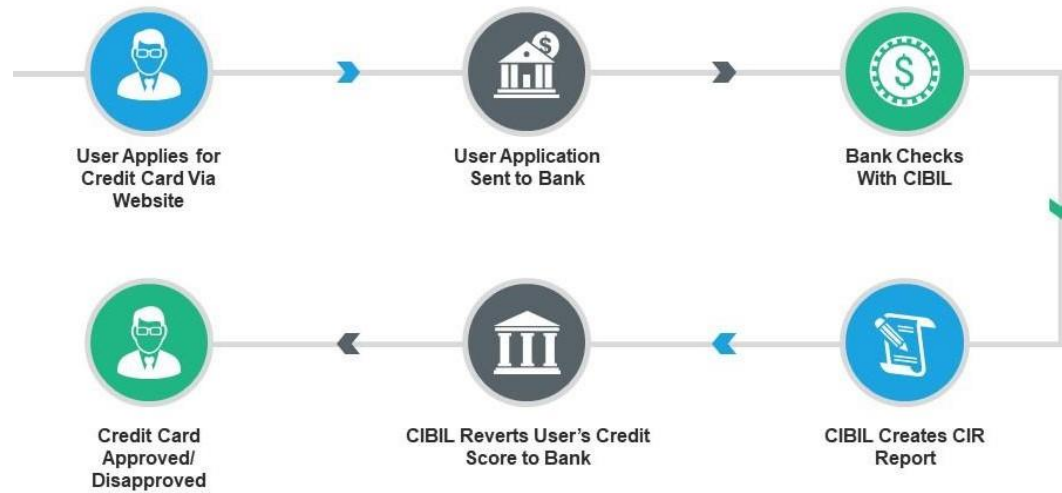 User Applies for
Credit Card Via
Website
User Application
Sent to Bank
Bank Checks
With CIBIL
$
$
CIBIL Creates CIR
Report
CIBIL Reverts User’s Credit
Score to Bank
Credit Card
Approved/
Disapproved